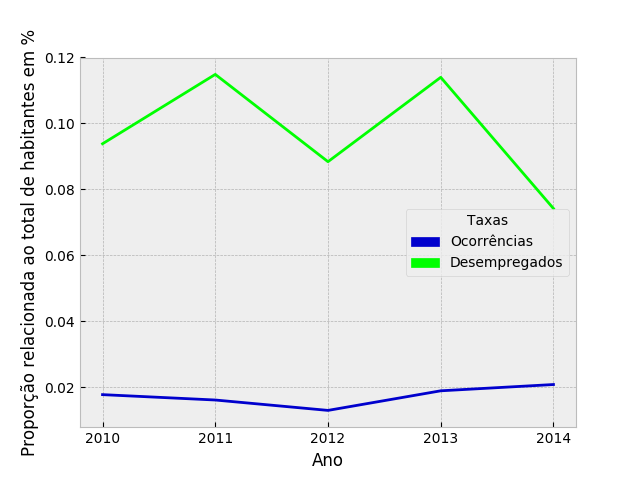 Proporção relacionada ao total de habitantes em %
0.12
0.10
0.08
0.06
0.04
0.02
Taxas
Ocorrências
Desempregados
2010 2011 2012 2013 2014
Ano